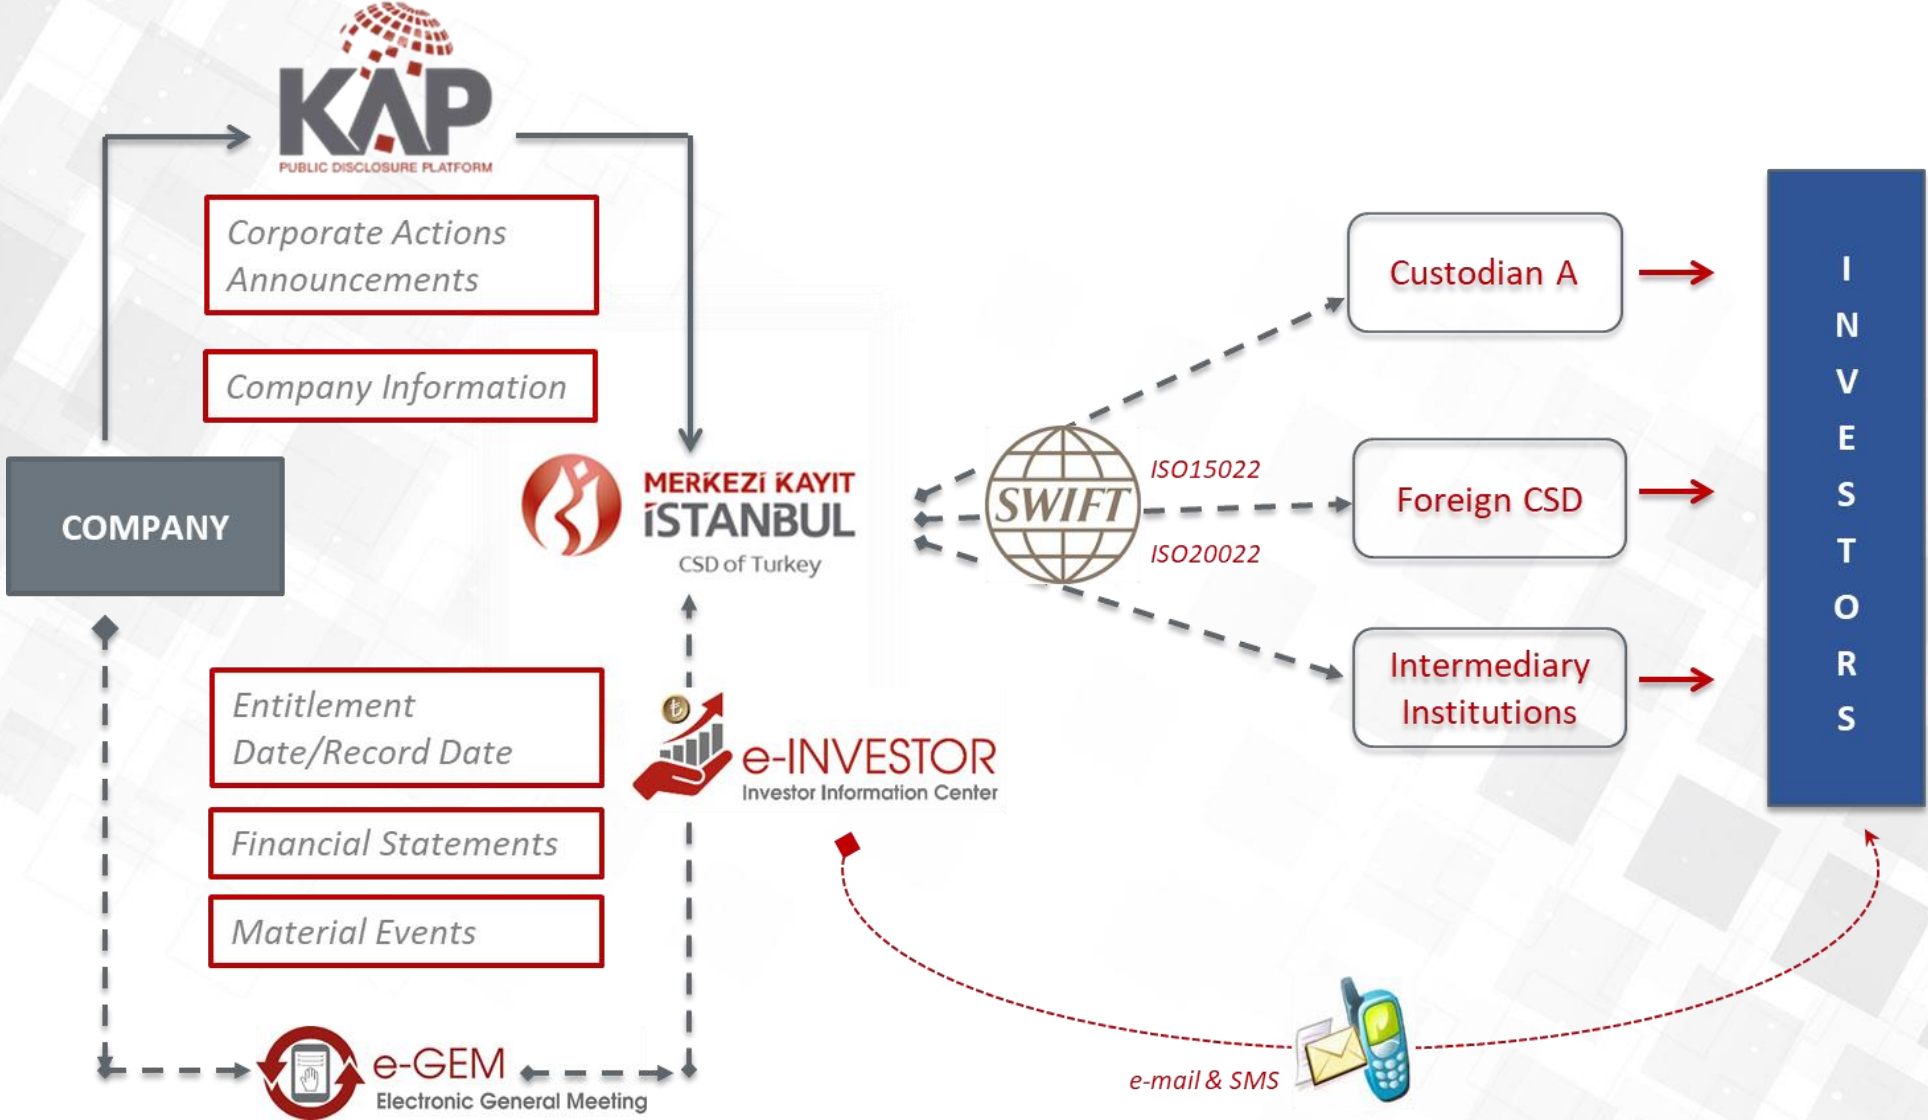 KAP
PUBLIC DISCLOSURE PLATFORM
Corporate Actions
Announcements
Company Information
COMPANY
MERKEZİ KAYIT
İSTANBUL
CSD of Turkey
SWIFT
ISO15022
ISO20022
Custodian A
Foreign CSD
Intermediary
Institutions
INVESTORS
Entitlement
Date/Record Date
Financial Statements
Material Events
₺
e-INVESTOR
Investor Information Center
e-GEM
Electronic General Meeting
e-mail & SMS